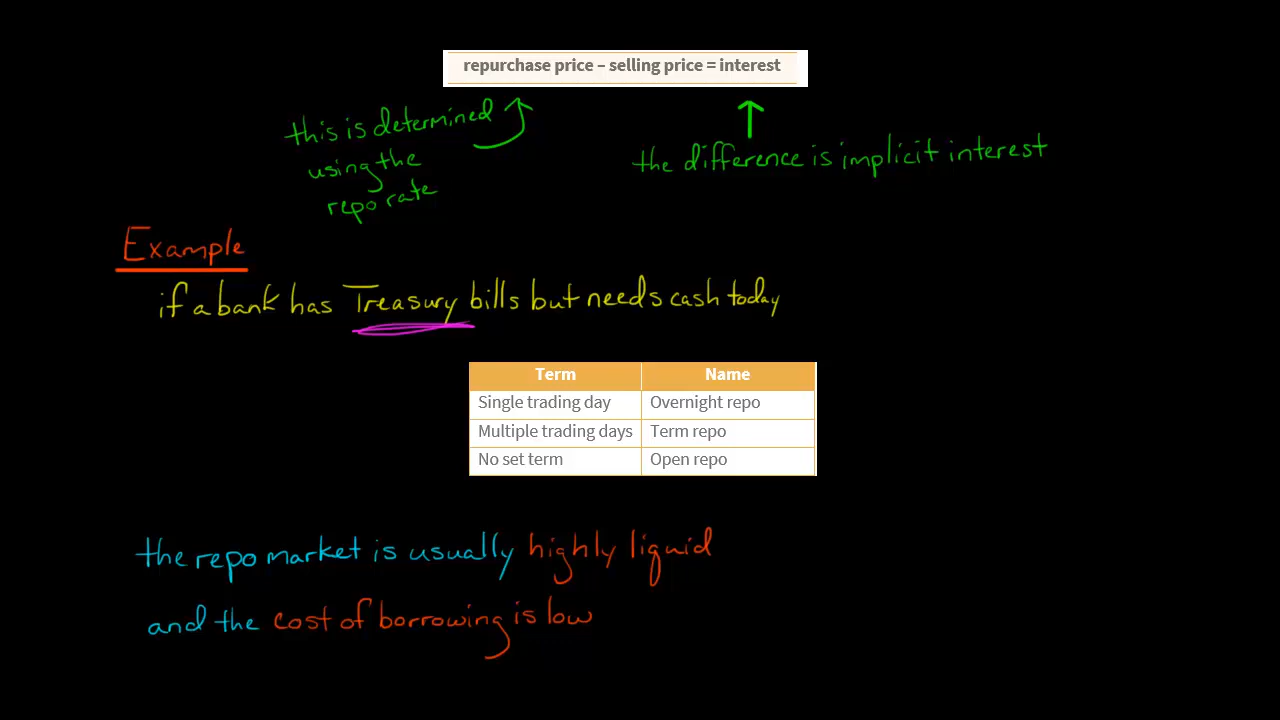 repurchase price – selling price = interest
this is determined
using the
repo rate
the difference is implicit interest
Example
if a bank has Treasury bills but needs cash today
Term Name
Single trading day Overnight repo
Multiple trading days Term repo
No set term Open repo
the repo market is usually highly liquid
and the cost of borrowing is low